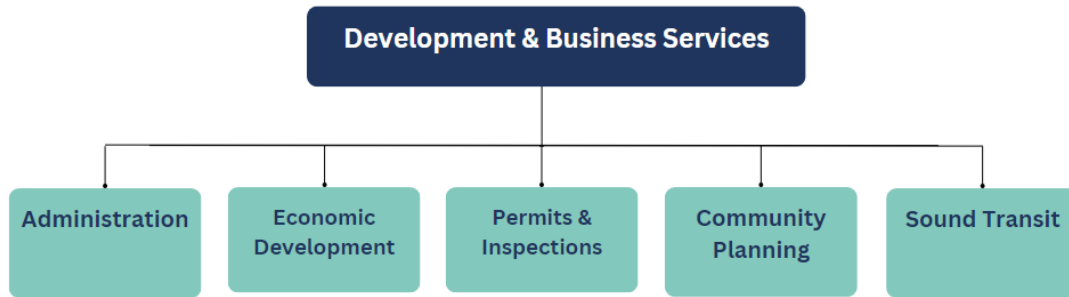 Development & Business Services
Administration
Economic
Development
Permits &
Inspections
Community
Planning
Sound Transit